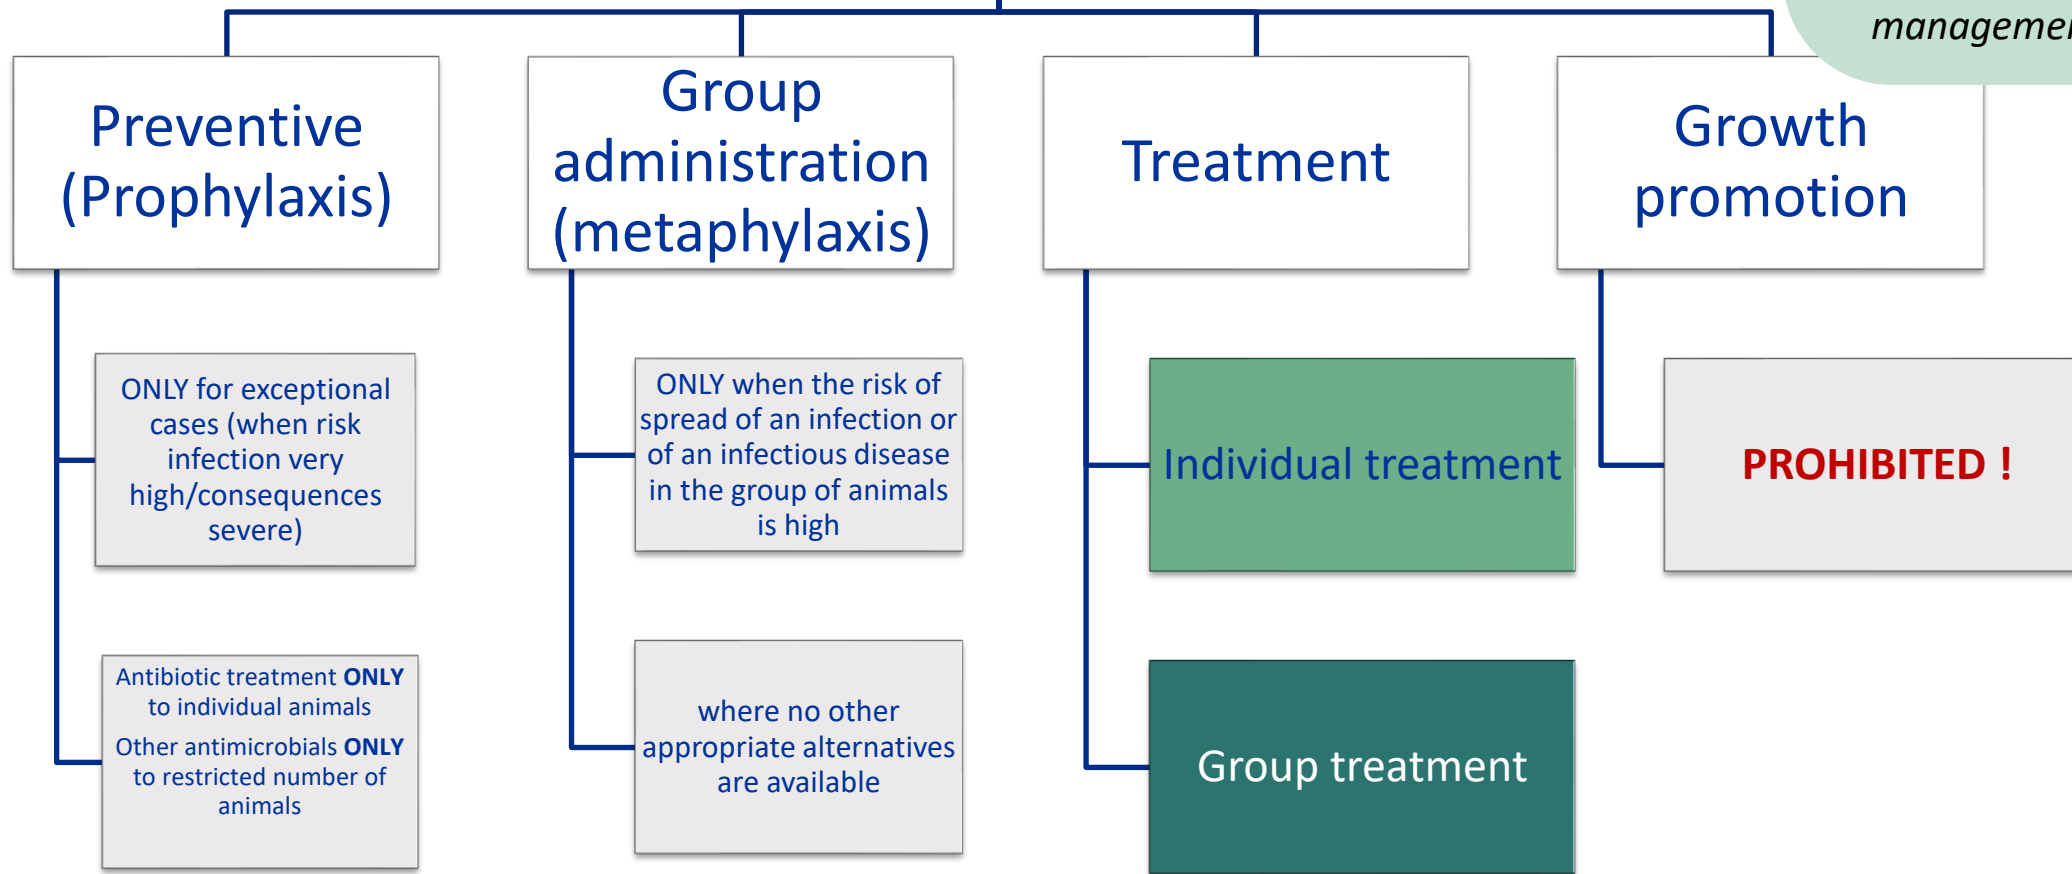 Preventive
(Prophylaxis)
Group
administration
(metaphylaxis)
Treatment
Growth
promotion
ONLY for exceptional
cases (when risk
infection very
high/consequences
severe)
Antibiotic treatment ONLY
to individual animals
Other antimicrobials ONLY
to restricted number of
animals
ONLY when the risk of
spread of an infection or
of an infectious disease
in the group of animals
is high
where no other
appropriate alternatives
are available
Individual treatment
Group treatment
PROHIBITED !